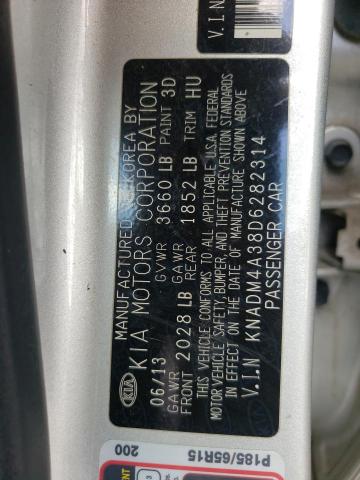 MANUFACTURED IN KOREA BY
KIA MOTORS CORPORATION
KIA
06/13 GVWR 3660 LB PAINT 3D
GAWR FRONT 2028 LB GAWR REAR 1852 LB TRIM HU
THIS VEHICLE CONFORMS TO ALL APPLICABLE U.S.A. FEDERAL
MOTOR VEHICLE SAFETY, BUMPER, AND THEFT PREVENTION STANDARDS
IN EFFECT ON THE DATE OF MANUFACTURE SHOWN ABOVE
V.I.N KNADM4A38D6282314
PASSENGER CAR
V.I.N
P185/65R15
200